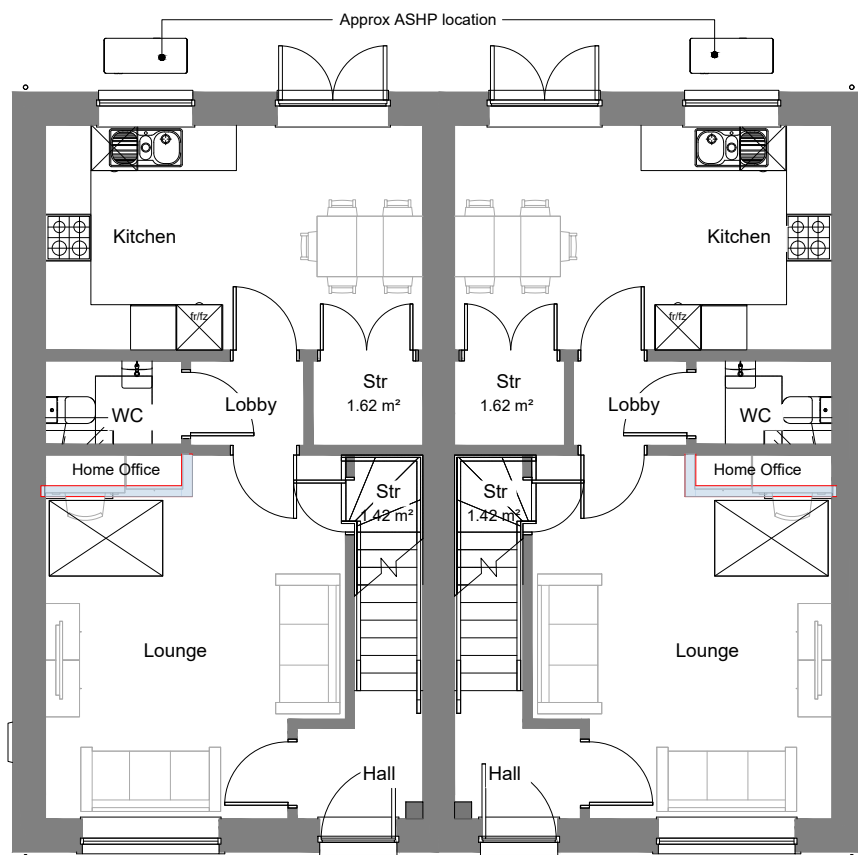 Approx ASHP location
Kitchen
Kitchen
fr/fz
fr/fz
Str
1.62 m²
Str
1.62 m²
WC
Lobby
Lobby
WC
Home Office
Home Office
Str
1.42 m²
Str
1.42 m²
Lounge
Lounge
Hall
Hall